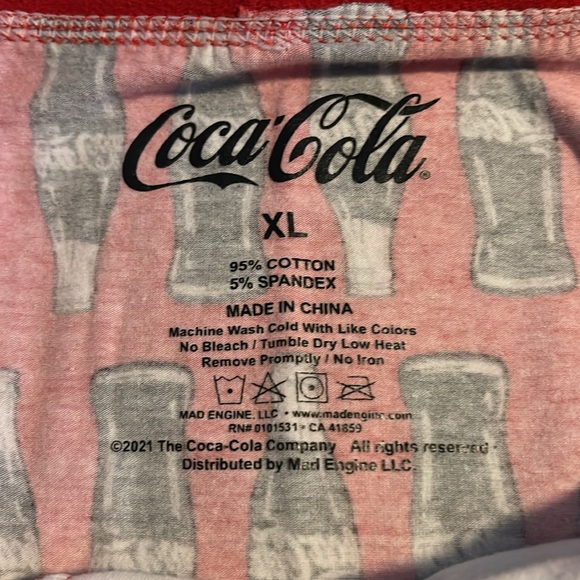 Coca-Cola®
XL
95% COTTON
5% SPANDEX
MADE IN CHINA
Machine Wash Cold With Like Colors
No Bleach / Tumble Dry Low Heat
Remove Promptly / No Iron
MAD ENGINE, LLC • www.madengine.com
RN# 0101531 • CA 41859
©2021 The Coca-Cola Company All rights reserved •
Distributed by Mad Engine LLC.